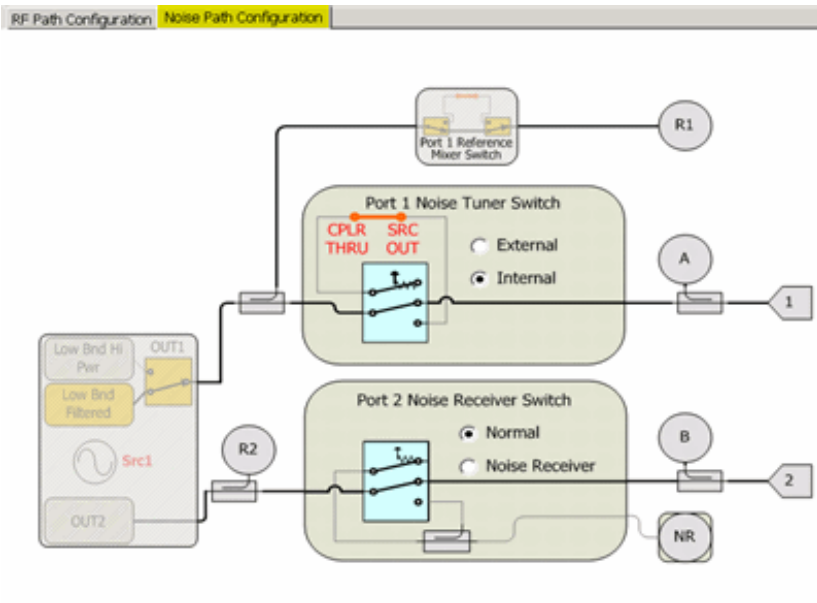 RF Path Configuration
Noise Path Configuration
Port 1 Reference
Mixer Switch
R1
Port 1 Noise Tuner Switch
CPLR SRC
THRU OUT
External
Internal
A
1
Low Bnd Hi
Pwr
OUT1
Low Bnd
Filtered
Src1
OUT2
R2
Port 2 Noise Receiver Switch
Normal
Noise Receiver
B
2
NR